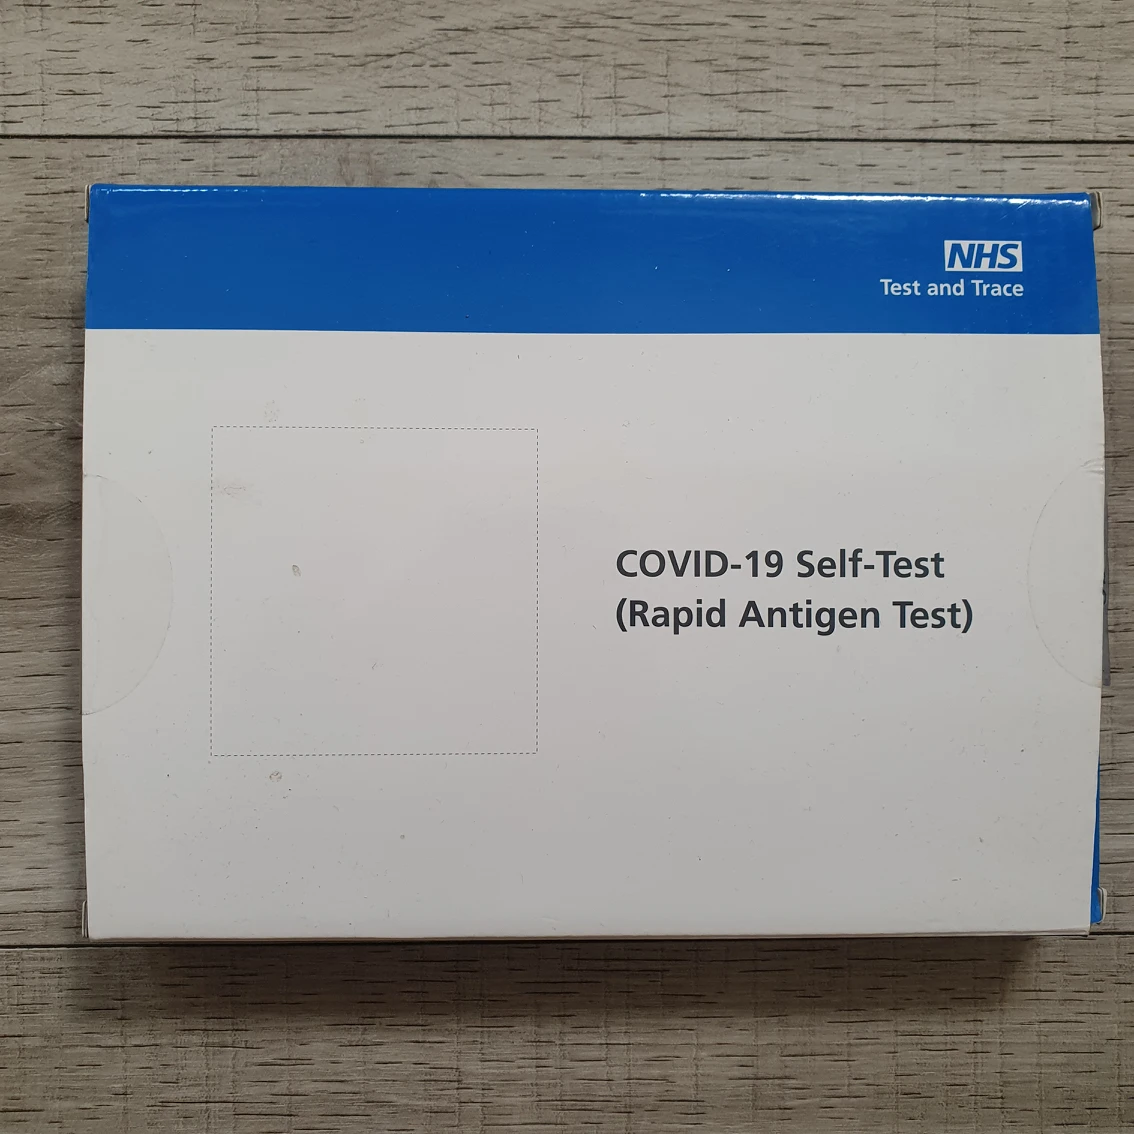 NHS
Test and Trace
COVID-19 Self-Test
(Rapid Antigen Test)